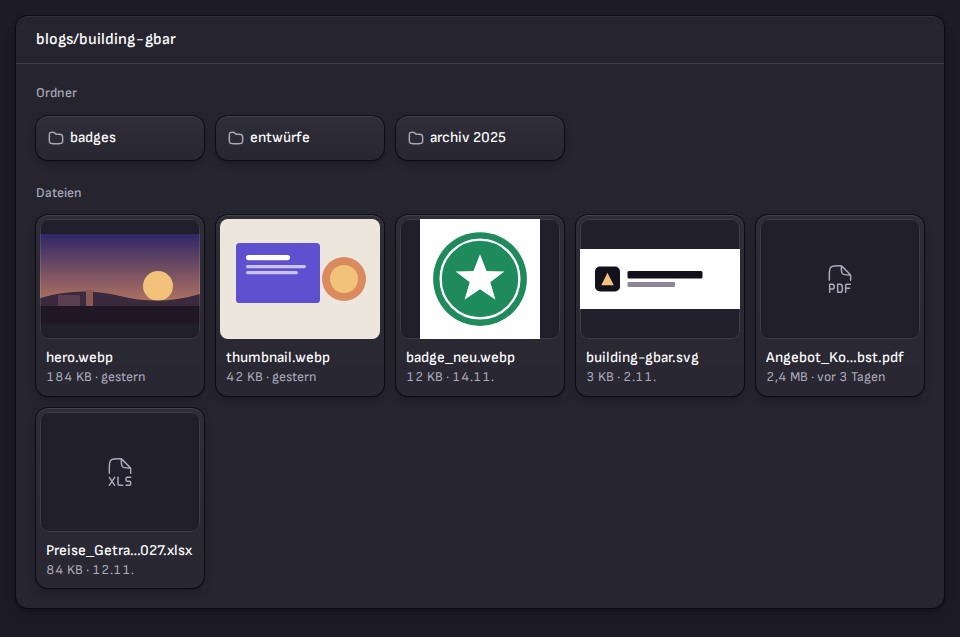 blogs/building-gbar
Ordner
badges
entwürfe
archiv 2025
Dateien
PDF
hero.webp
184 KB · gestern
thumbnail.webp
42 KB · gestern
badge_neu.webp
12 KB · 14.11.
building-gbar.svg
3 KB · 2.11.
Angebot_Ko...bst.pdf
2,4 MB · vor 3 Tagen
XLS
Preise_Getra...027.xlsx
84 KB · 12.11.